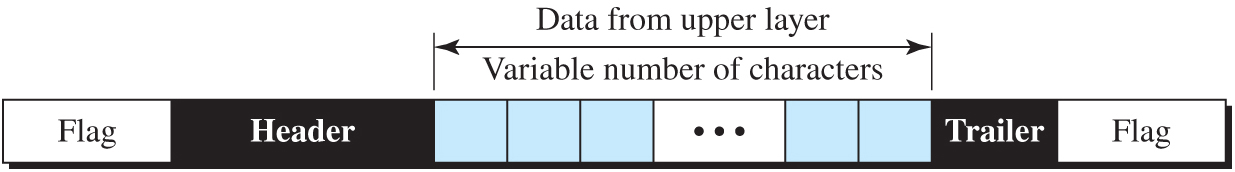 Data from upper layer
Variable number of characters
Flag Header ••• Trailer Flag